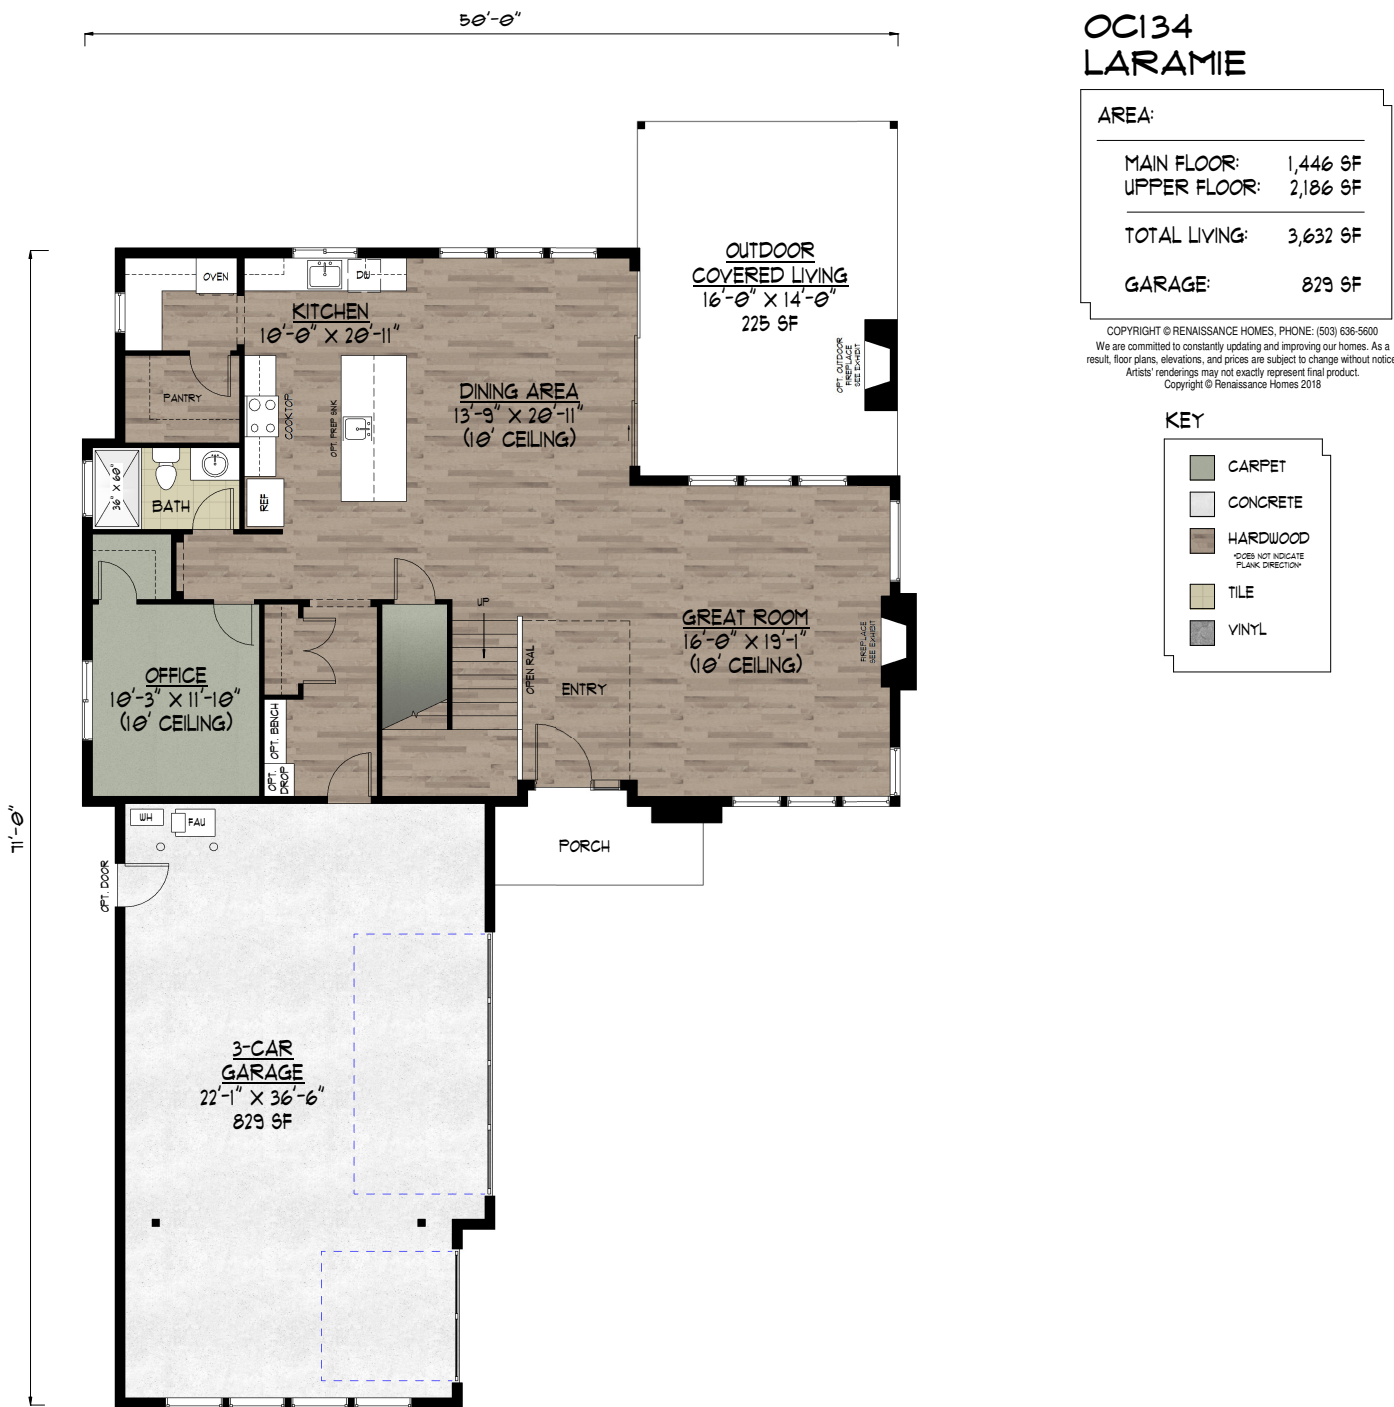 50'-0"
OC134
LARAMIE
AREA:
MAIN FLOOR: 1,446 SF
UPPER FLOOR: 2,186 SF
TOTAL LIVING: 3,632 SF
GARAGE: 829 SF
COPYRIGHT © RENAISSANCE HOMES, PHONE: (503) 636-5600
We are committed to constantly updating and improving our homes. As a
result, floor plans, elevations, and prices are subject to change without notice
Artists' renderings may not exactly represent final product.
Copyright © Renaissance Homes 2018
KEY
CARPET
CONCRETE
HARDWOOD
*DOES NOT INDICATE
PLANK DIRECTION*
TILE
VINYL
OUTDOOR
COVERED LIVING
16'-0" X 14'-0"
225 SF
OPT. OUTDOOR
FIREPLACE
SEE EXHIBIT
OVEN
DW
KITCHEN
10'-0" X 20'-11"
PANTRY
COOKTOP
OPT. PREP SNK
DINING AREA
13'-9" X 20'-11"
(10' CEILING)
36" X 60"
BATH
REF
UP
OPEN RAIL
ENTRY
GREAT ROOM
16'-0" X 19'-1"
(10' CEILING)
FIREPLACE
SEE EXHIBIT
OFFICE
10'-3" X 11'-10"
(10' CEILING)
OPT. BENCH
OPT.
DROP
71'-0"
WH
FAU
PORCH
OPT. DOOR
3-CAR
GARAGE
22'-1" X 36'-6"
829 SF